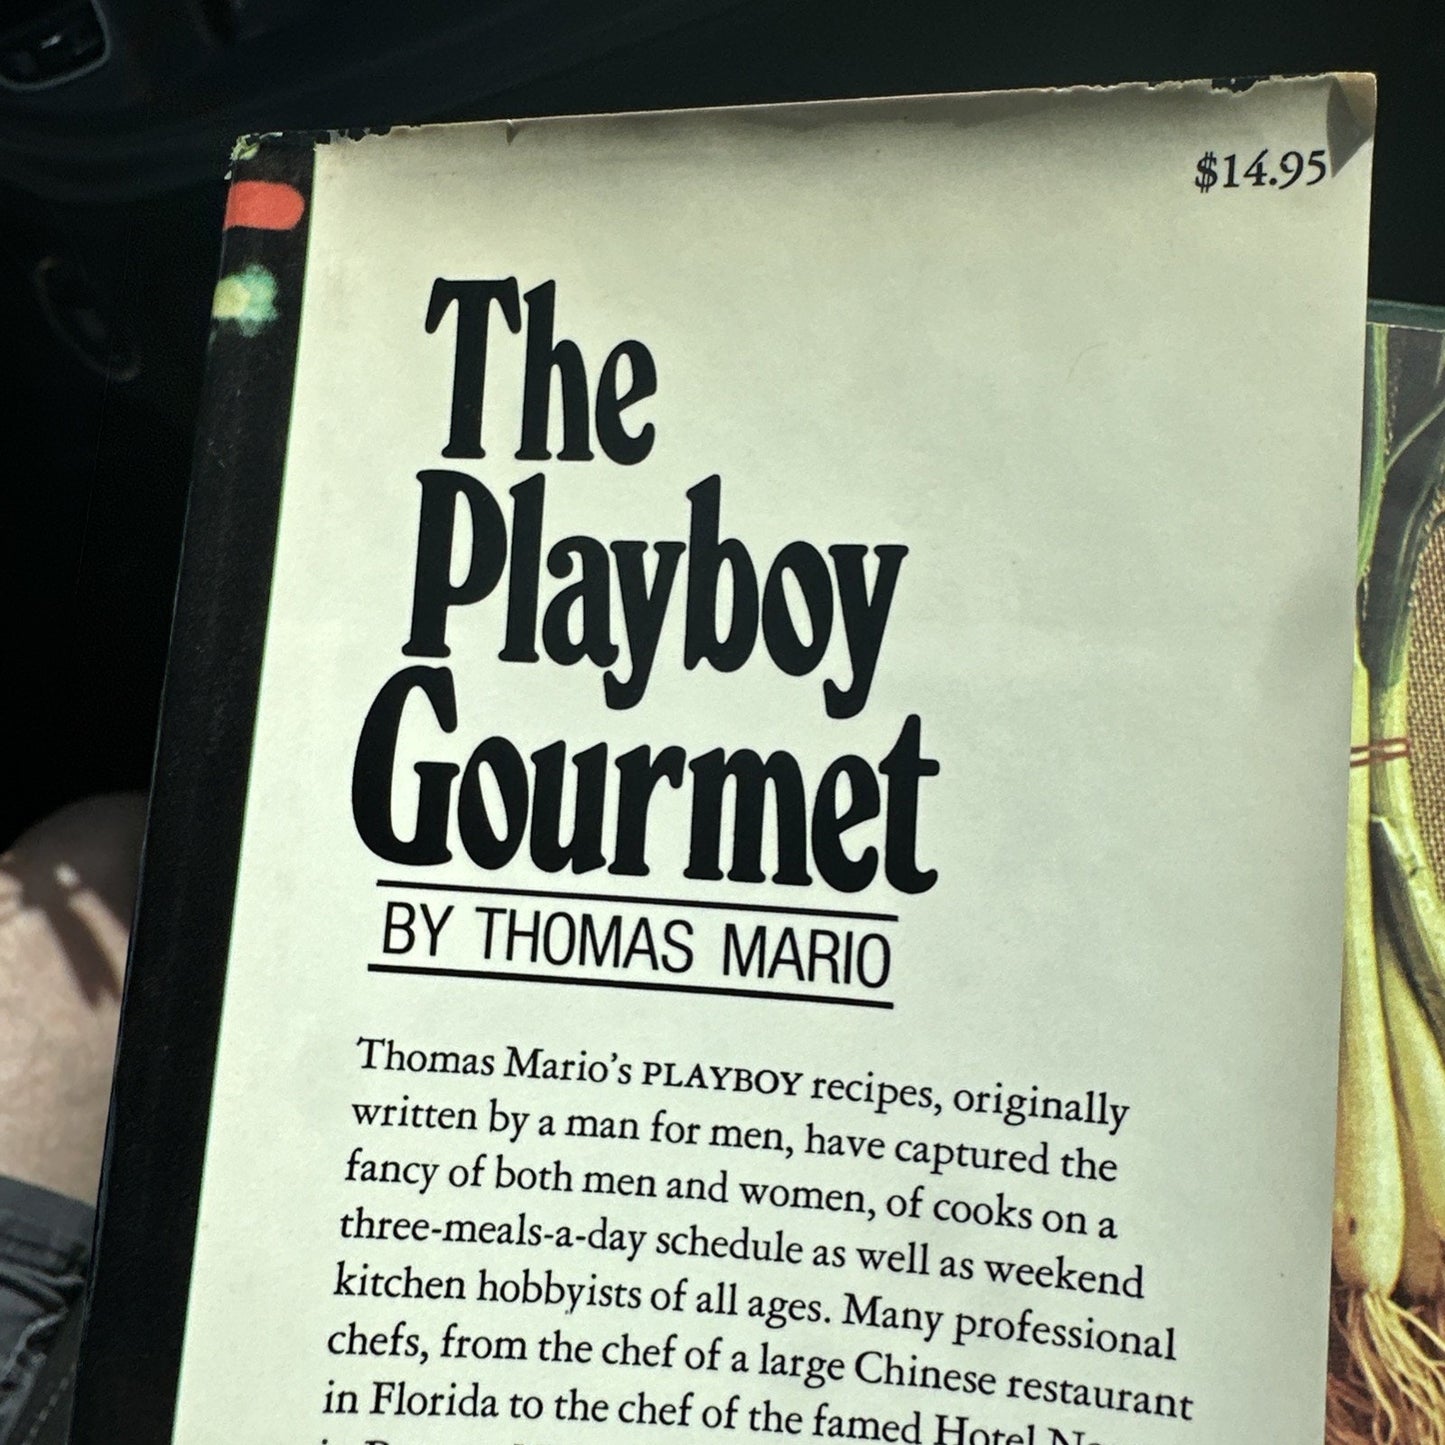 $14.95
The
Playboy
Gourmet
BY THOMAS MARIO
Thomas Mario's PLAYBOY recipes, originally
written by a man for men, have captured the
fancy of both men and women, of cooks on a
three-meals-a-day schedule as well as weekend
kitchen hobbyists of all ages. Many professional
chefs, from the chef of a large Chinese restaurant
in Florida to the chef of the famed Hotel
in